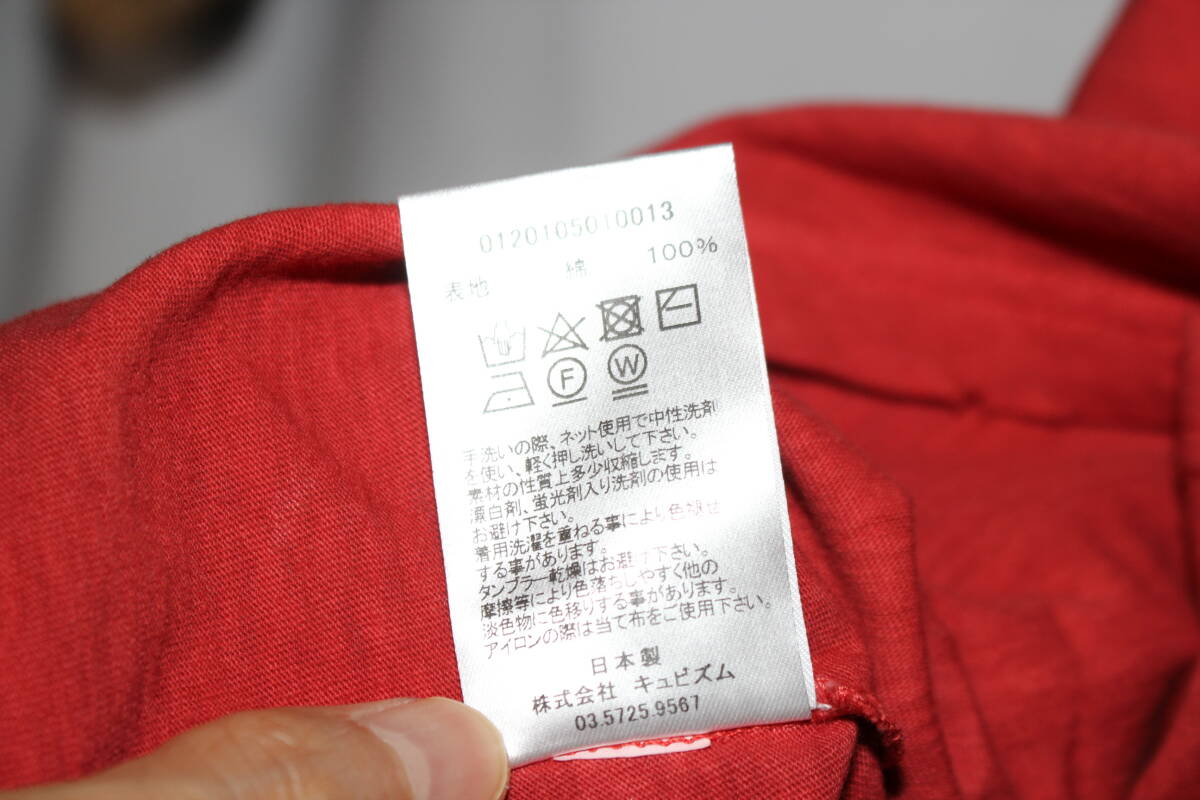 0120105010013
表地 綿 100%
F W
手洗いの際、ネット使用で中性洗剤
を使い、軽く押し洗いして下さい。
素材の性質上多少収縮します。
漂白剤、蛍光剤入り洗剤の使用は
お避け下さい。
着用洗濯を重ねる事により色褪せ
する事があります。
タンブラー乾燥はお避け下さい。
摩擦等により色落ちしやすく他の
淡色物に色移りする事があります。
アイロンの際は当て布をご使用下さい。
日本製
株式会社 キュビズム
03.5725.9567